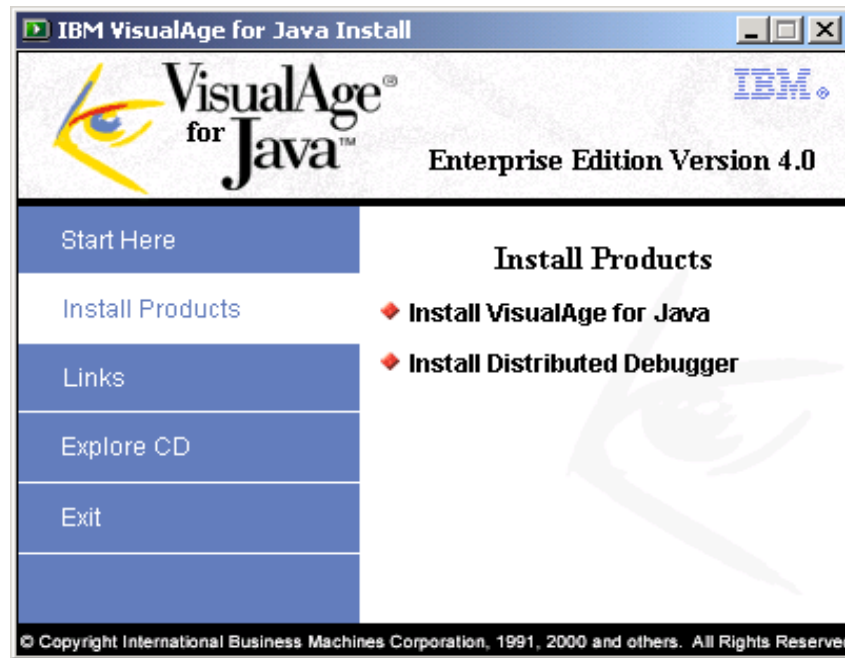 IBM VisualAge for Java Install
VisualAge®
for Java™
IBM®
Enterprise Edition Version 4.0
Start Here
Install Products
Links
Explore CD
Exit
Install Products
Install VisualAge for Java
Install Distributed Debugger
© Copyright International Business Machines Corporation, 1991, 2000 and others. All Rights Reserve